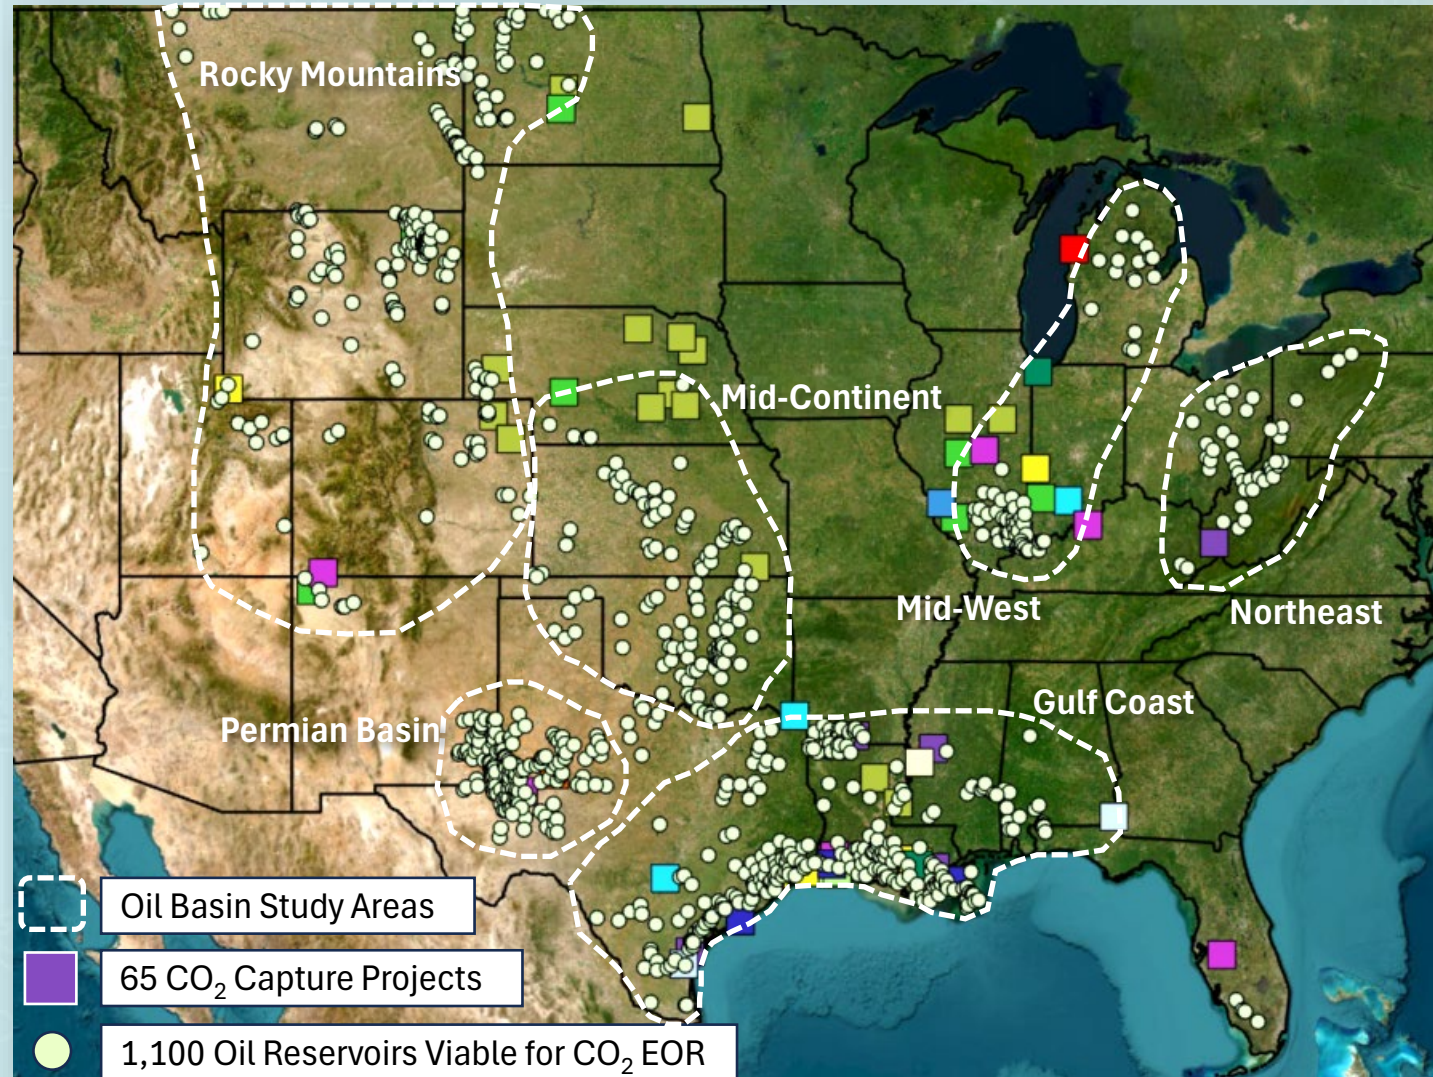 Rocky Mountains
Mid-Continent
Mid-West
Northeast
Permian Basin
Gulf Coast
Oil Basin Study Areas
65 CO₂ Capture Projects
1,100 Oil Reservoirs Viable for CO₂ EOR